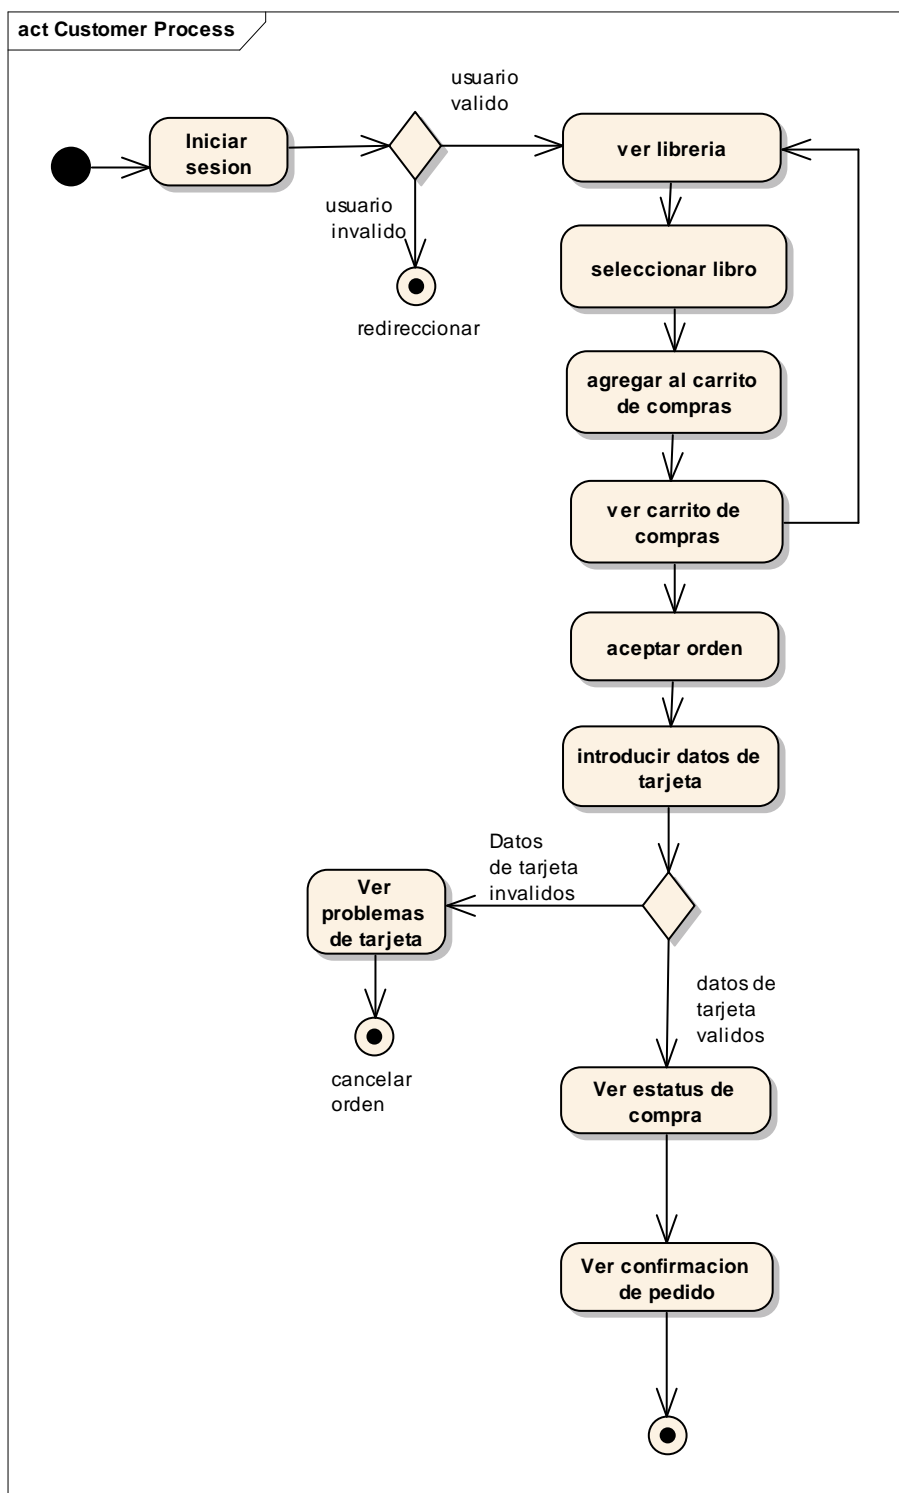 act Customer Process
usuario
valido
Iniciar
sesion
ver libreria
usuario
invalido
seleccionar libro
redireccionar
agregar al carrito
de compras
ver carrito de
compras
aceptar orden
introducir datos de
tarjeta
Datos
de tarjeta
invalidos
Ver
problemas
de tarjeta
datos de
tarjeta
validos
cancelar
orden
Ver estatus de
compra
Ver confirmacion
de pedido